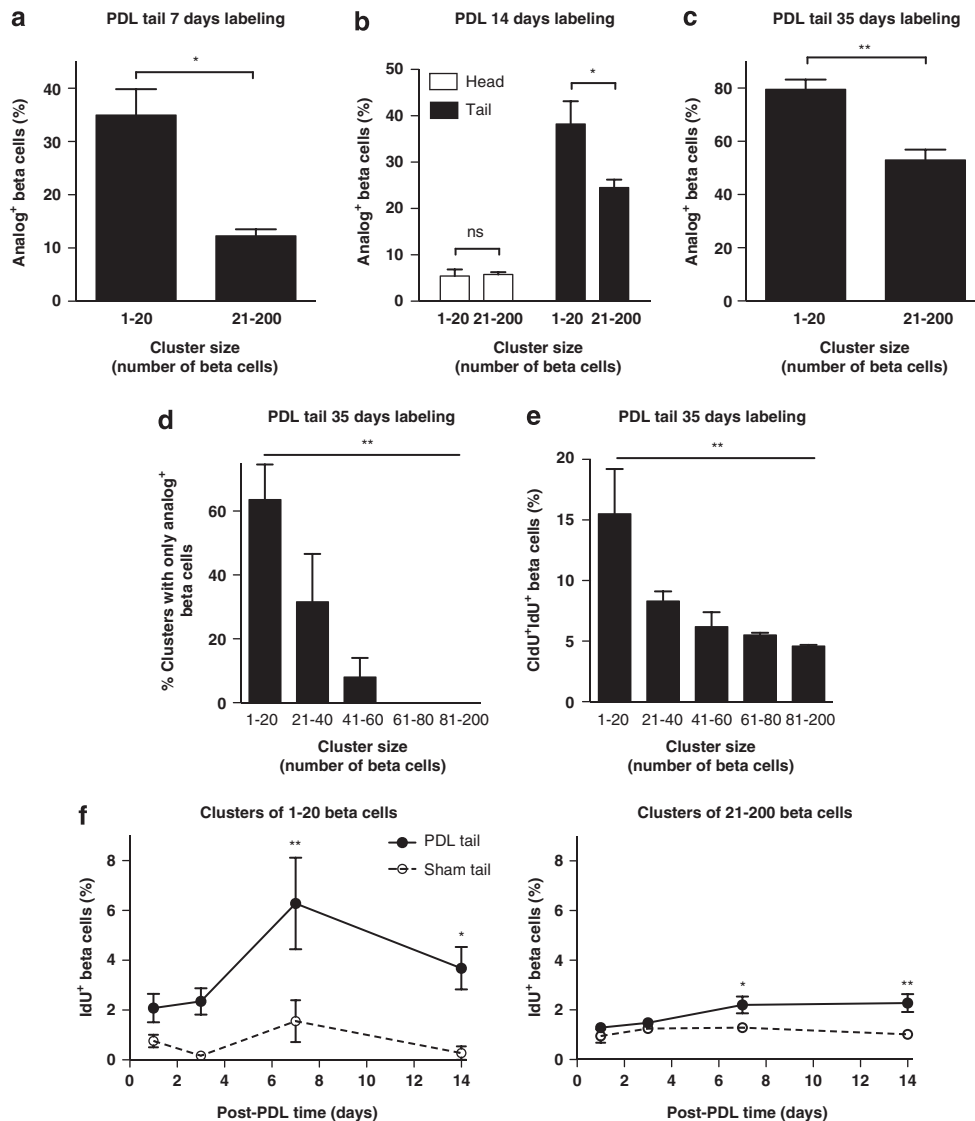 a
PDL tail 7 days labeling
*
Analog⁺ beta cells (%)
40
30
20
10
0
1-20
21-200
Cluster size
(number of beta cells)
b
PDL 14 days labeling
Head
Tail
*
ns
Analog⁺ beta cells (%)
50
40
30
20
10
0
1-20 21-200 1-20 21-200
Cluster size
(number of beta cells)
c
PDL tail 35 days labeling
**
Analog⁺ beta cells (%)
80
60
40
20
0
1-20
21-200
Cluster size
(number of beta cells)
d
PDL tail 35 days labeling
**
% Clusters with only analog⁺
beta cells
60
40
20
0
1-20 21-40 41-60 61-80 81-200
Cluster size
(number of beta cells)
e
PDL tail 35 days labeling
**
CldU⁺IdU⁺ beta cells (%)
20
15
10
5
0
1-20 21-40 41-60 61-80 81-200
Cluster size
(number of beta cells)
f
Clusters of 1-20 beta cells
PDL tail
Sham tail
**
*
IdU⁺ beta cells (%)
8
6
4
2
0
0 2 4 6 8 10 12 14
Post-PDL time (days)
Clusters of 21-200 beta cells
*
**
IdU⁺ beta cells (%)
8
6
4
2
0
0 2 4 6 8 10 12 14
Post-PDL time (days)